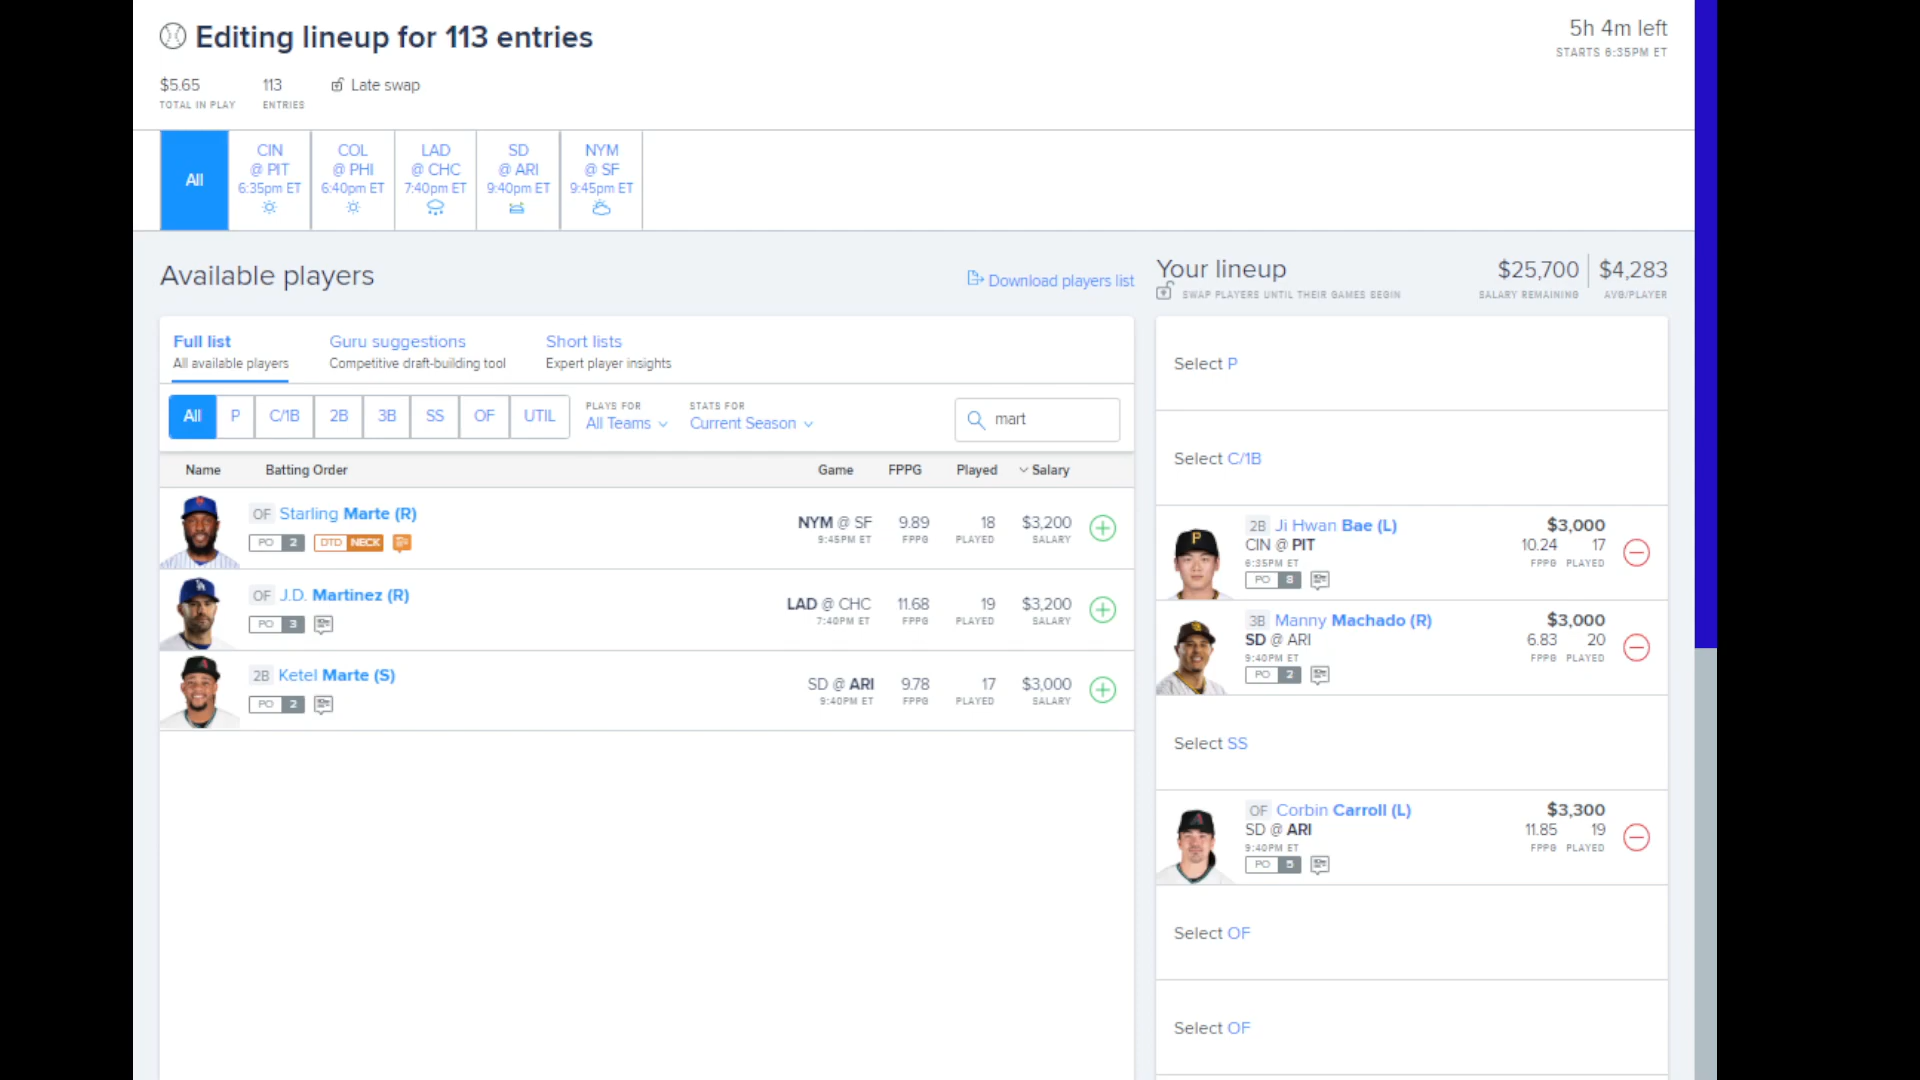 Editing lineup for 113 entries
5h 4m left
STARTS 6:35PM ET
$5.65
TOTAL IN PLAY
113
ENTRIES
Late swap
All
CIN
@ PIT
6:35pm ET
COL
@ PHI
6:40pm ET
LAD
@ CHC
7:40pm ET
SD
@ ARI
9:40pm ET
NYM
@ SF
9:45pm ET
Available players
Download players list
Full list
All available players
Guru suggestions
Competitive draft-building tool
Short lists
Expert player insights
All P C/1B 2B 3B SS OF UTIL
PLAYS FOR
All Teams
STATS FOR
Current Season
mart
Name Batting Order Game FPPG Played Salary
OF Starling Marte (R)
PO 2 DTD NECK
NYM @ SF
9:45PM ET
9.89
FPPG
18
PLAYED
$3,200
SALARY
OF J.D. Martinez (R)
PO 3
LAD @ CHC
7:40PM ET
11.68
FPPG
19
PLAYED
$3,200
SALARY
2B Ketel Marte (S)
PO 2
SD @ ARI
9:40PM ET
9.78
FPPG
17
PLAYED
$3,000
SALARY
Your lineup
SWAP PLAYERS UNTIL THEIR GAMES BEGIN
$25,700
SALARY REMAINING
$4,283
AVG/PLAYER
Select P
Select C/1B
P
2B Ji Hwan Bae (L)
CIN @ PIT
6:35PM ET
PO 8
$3,000
10.24 17
FPPG PLAYED
3B Manny Machado (R)
SD @ ARI
9:40PM ET
PO 2
$3,000
6.83 20
FPPG PLAYED
Select SS
OF Corbin Carroll (L)
SD @ ARI
9:40PM ET
PO 5
$3,300
11.85 19
FPPG PLAYED
Select OF
Select OF